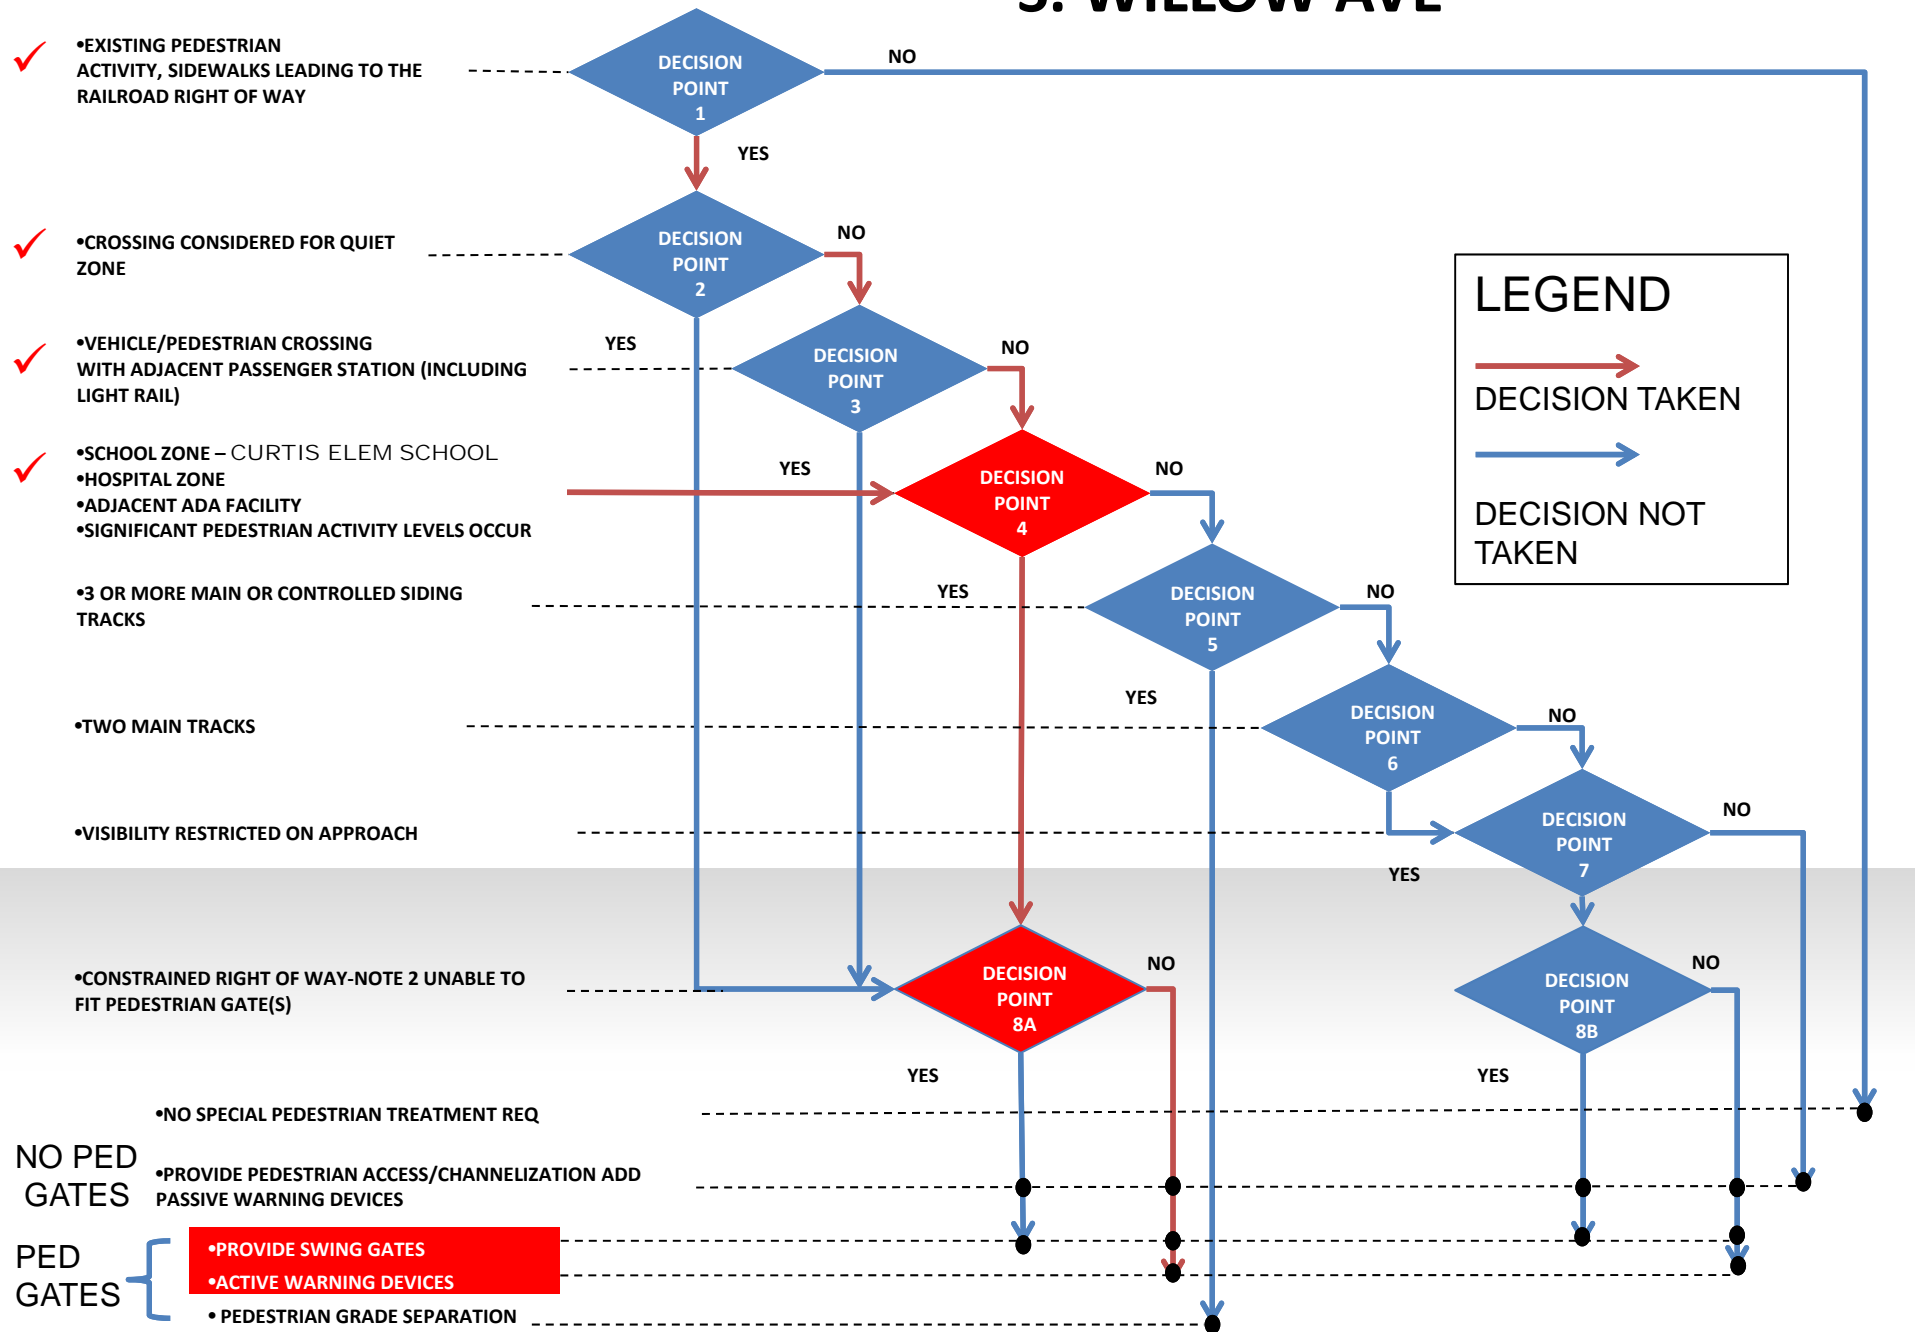 S. WILLOW AVE
•EXISTING PEDESTRIAN
ACTIVITY, SIDEWALKS LEADING TO THE
RAILROAD RIGHT OF WAY
DECISION
POINT
1
NO
YES
•CROSSING CONSIDERED FOR QUIET
ZONE
DECISION
POINT
2
NO
YES
•VEHICLE/PEDESTRIAN CROSSING
WITH ADJACENT PASSENGER STATION (INCLUDING
LIGHT RAIL)
DECISION
POINT
3
NO
LEGEND
DECISION TAKEN
DECISION NOT
TAKEN
•SCHOOL ZONE – CURTIS ELEM SCHOOL
•HOSPITAL ZONE
•ADJACENT ADA FACILITY
•SIGNIFICANT PEDESTRIAN ACTIVITY LEVELS OCCUR
YES
DECISION
POINT
4
NO
•3 OR MORE MAIN OR CONTROLLED SIDING
TRACKS
YES
DECISION
POINT
5
NO
•TWO MAIN TRACKS
YES
DECISION
POINT
6
NO
•VISIBILITY RESTRICTED ON APPROACH
YES
DECISION
POINT
7
NO
•CONSTRAINED RIGHT OF WAY-NOTE 2 UNABLE TO
FIT PEDESTRIAN GATE(S)
DECISION
POINT
8A
NO
YES
DECISION
POINT
8B
NO
YES
•NO SPECIAL PEDESTRIAN TREATMENT REQ
NO PED
GATES
•PROVIDE PEDESTRIAN ACCESS/CHANNELIZATION ADD
PASSIVE WARNING DEVICES
PED
GATES
•PROVIDE SWING GATES
•ACTIVE WARNING DEVICES
• PEDESTRIAN GRADE SEPARATION